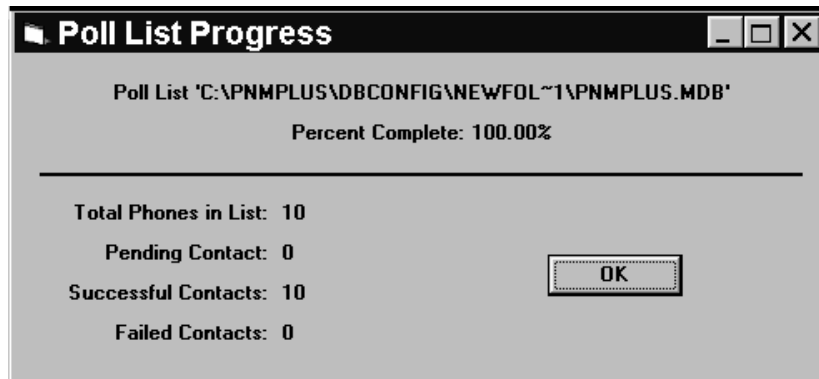 Poll List Progress
Poll List 'C:\PNMPLUS\DBCONFIG\NEWFOL~1\PNMPLUS.MDB'
Percent Complete: 100.00%
Total Phones in List: 10
Pending Contact: 0
Successful Contacts: 10
OK
Failed Contacts: 0